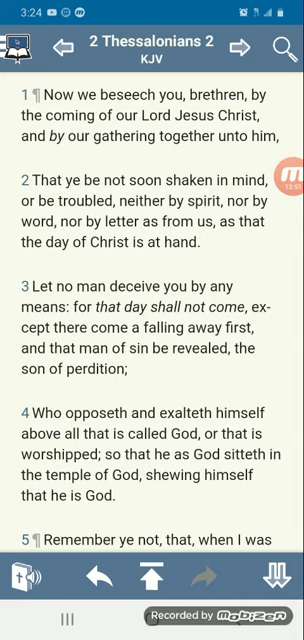 3:24
2 Thessalonians 2
KJV
1 ¶ Now we beseech you, brethren, by
the coming of our Lord Jesus Christ,
and by our gathering together unto him,
2 That ye be not soon shaken in mind,
or be troubled, neither by spirit, nor by
word, nor by letter as from us, as that
the day of Christ is at hand.
13:51
3 Let no man deceive you by any
means: for that day shall not come, ex-
cept there come a falling away first,
and that man of sin be revealed, the
son of perdition;
4 Who opposeth and exalteth himself
above all that is called God, or that is
worshipped; so that he as God sitteth in
the temple of God, shewing himself
that he is God.
5 ¶ Remember ye not, that, when I was
Recorded by Mobizen